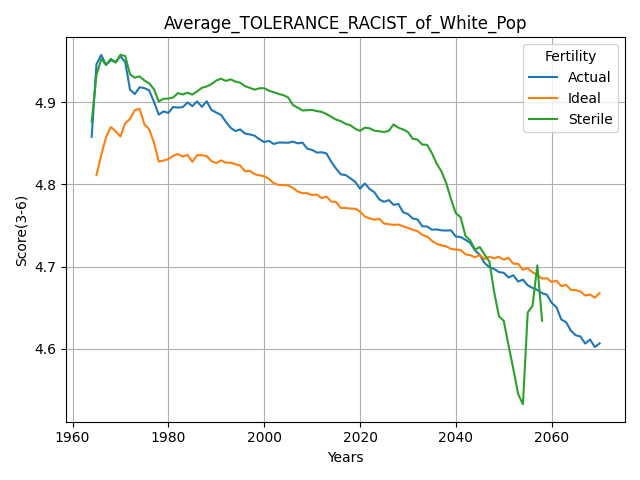 Average_TOLERANCE_RACIST_of_White_Pop
Fertility
Actual
Ideal
Sterile
Score(3-6)
4.9
4.8
4.7
4.6
1960
1980
2000
2020
2040
2060
Years